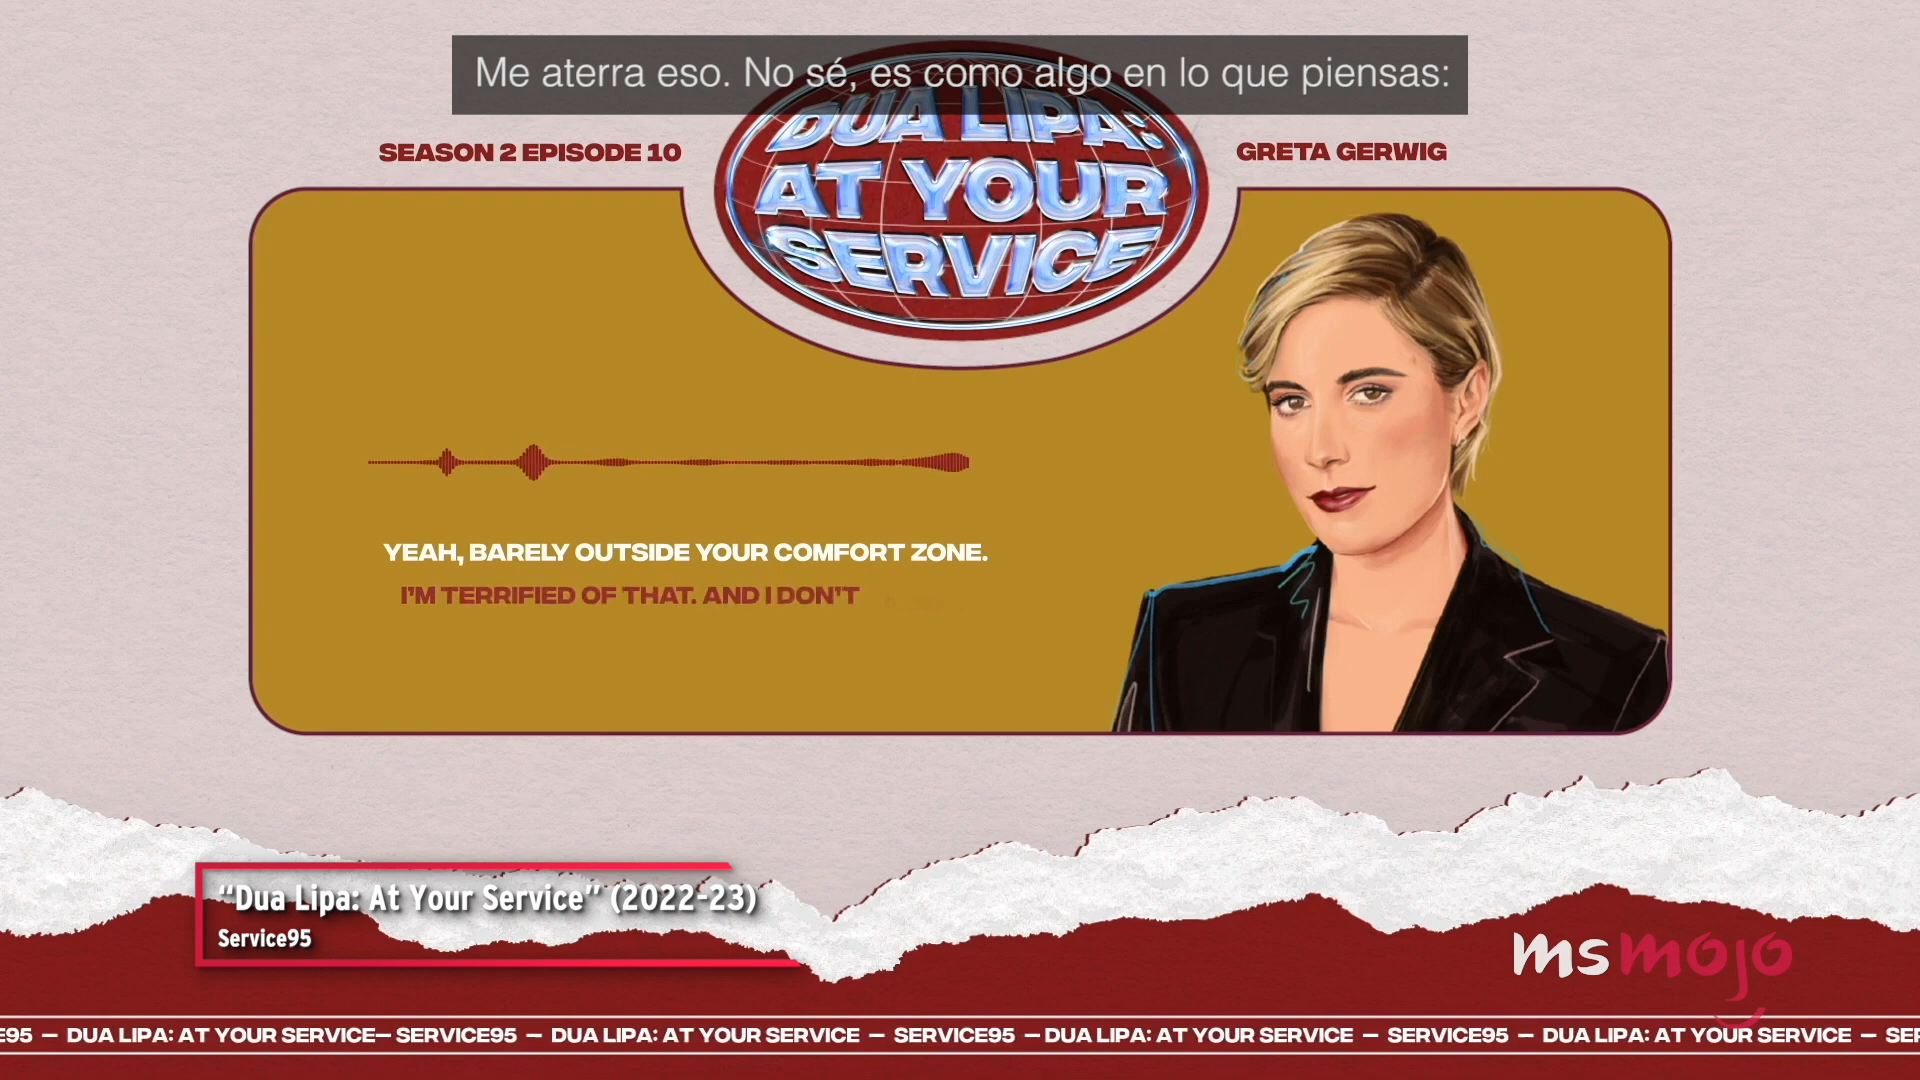 Me aterra eso. No sé, es como algo en lo que piensas:
DUA LIPA:
AT YOUR
SERVICE
SEASON 2 EPISODE 10
GRETA GERWIG
YEAH, BARELY OUTSIDE YOUR COMFORT ZONE.
I'M TERRIFIED OF THAT. AND I DON'T
“Dua Lipa: At Your Service” (2022-23)
Service95
msmojo
E95 — DUA LIPA: AT YOUR SERVICE— SERVICE95 — DUA LIPA: AT YOUR SERVICE — SERVICE95 —DUA LIPA: AT YOUR SERVICE — SERVICE95 — DUA LIPA: AT YOUR SERVICE — SER